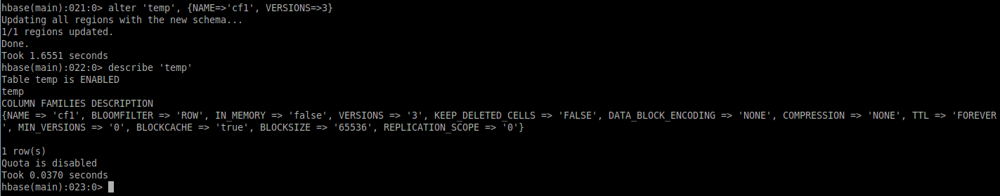 hbase(main):021:0> alter 'temp', {NAME=>'cf1', VERSIONS=>3}
Updating all regions with the new schema...
1/1 regions updated.
Done.
Took 1.6551 seconds
hbase(main):022:0> describe 'temp'
Table temp is ENABLED
temp
COLUMN FAMILIES DESCRIPTION
{NAME => 'cf1', BLOOMFILTER => 'ROW', IN_MEMORY => 'false', VERSIONS => '3', KEEP_DELETED_CELLS => 'FALSE', DATA_BLOCK_ENCODING => 'NONE', COMPRESSION => 'NONE', TTL => 'FOREVER
', MIN_VERSIONS => '0', BLOCKCACHE => 'true', BLOCKSIZE => '65536', REPLICATION_SCOPE => '0'}
1 row(s)
Quota is disabled
Took 0.0370 seconds
hbase(main):023:0>